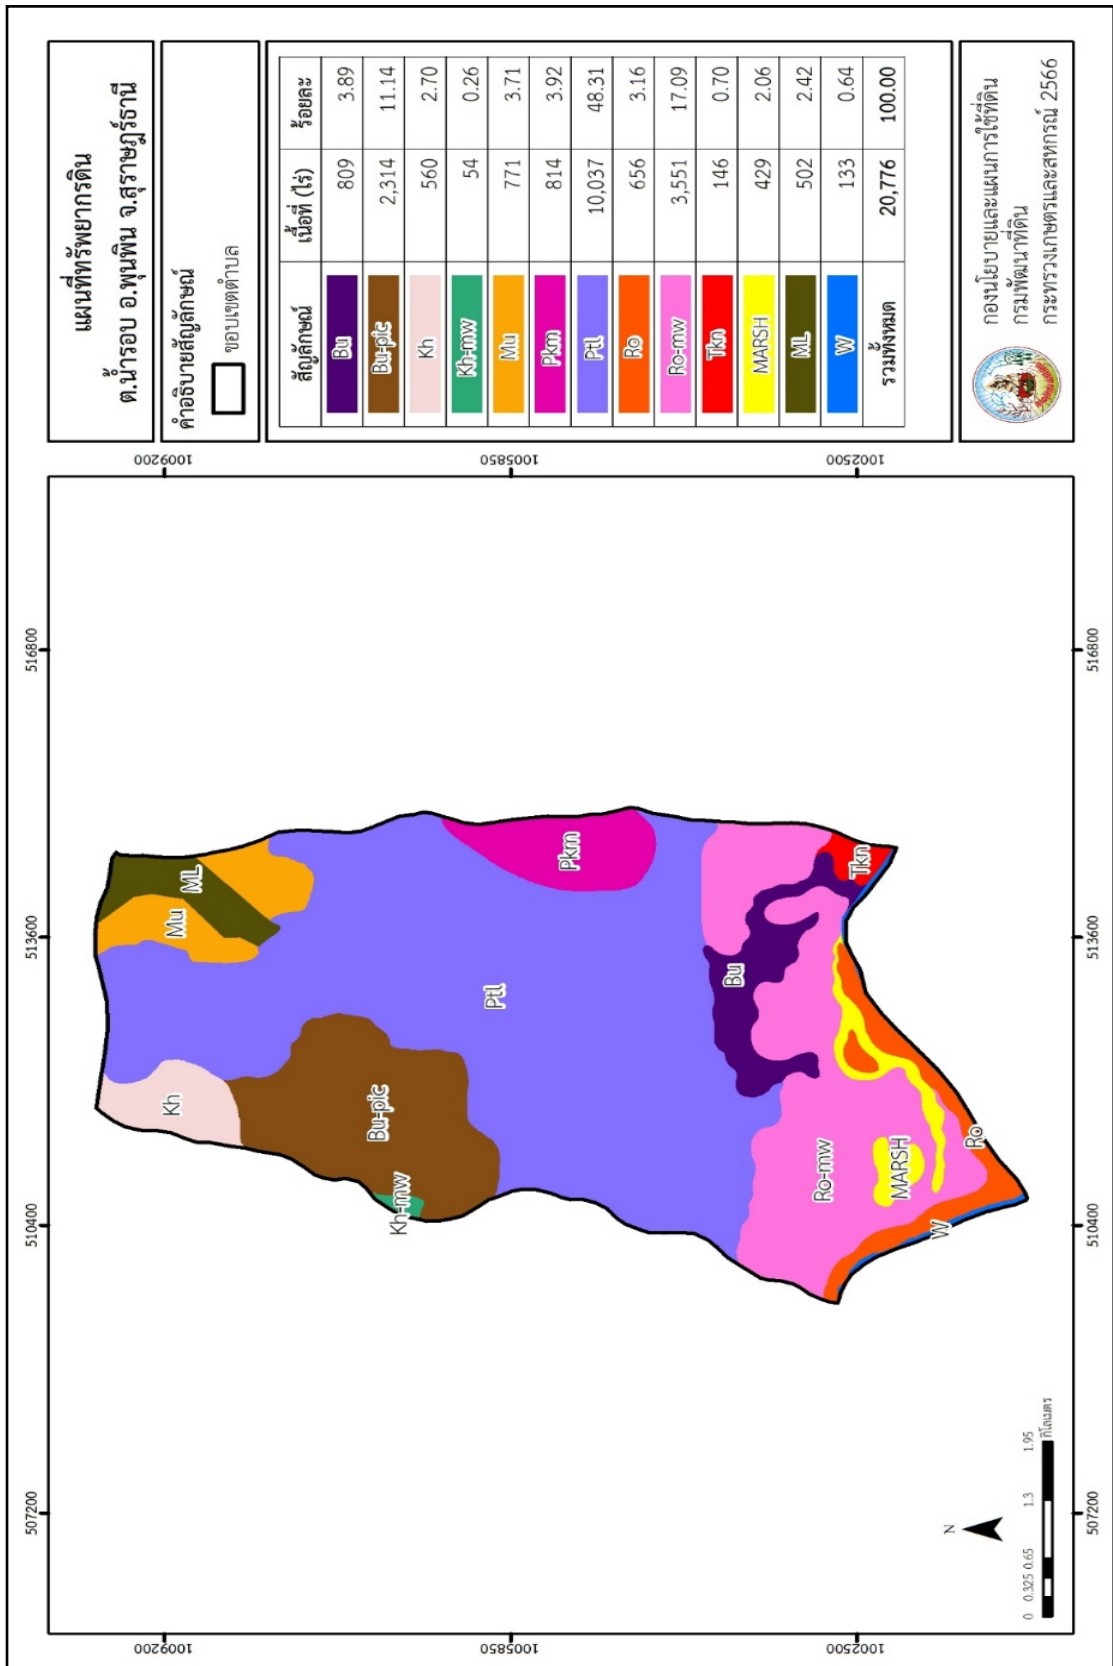 แผนที่ทรัพยากรดิน
ต.น้ำรอบ อ.พุนพิน จ.สุราษฎร์ธานี
คำอธิบายสัญลักษณ์
ขอบเขตตำบล
สัญลักษณ์ เนื้อที่ (ไร่) ร้อยละ
Bu 809 3.89
Bu-pic 2,314 11.14
Kh 560 2.70
Kh-mw 54 0.26
Mu 771 3.71
Pkm 814 3.92
Ptl 10,037 48.31
Ro 656 3.16
Ro-mw 3,551 17.09
Tkn 146 0.70
MARSH 429 2.06
ML 502 2.42
W 133 0.64
รวมทั้งหมด 20,776 100.00
กองนโยบายและแผนการใช้ที่ดิน
กรมพัฒนาที่ดิน
กระทรวงเกษตรและสหกรณ์ 2566
507200 510400 513600 516800
1009200 1009200
1005850 1005850
1002500 1002500
Kh
Mu
ML
Bu-pic
Kh-mw
Ptl
Pkm
Bu
Tkn
Ro-mw
MARSH
W
Ro
N
0 0.325 0.65 1.3 1.95
กิโลเมตร
507200 510400 513600 516800